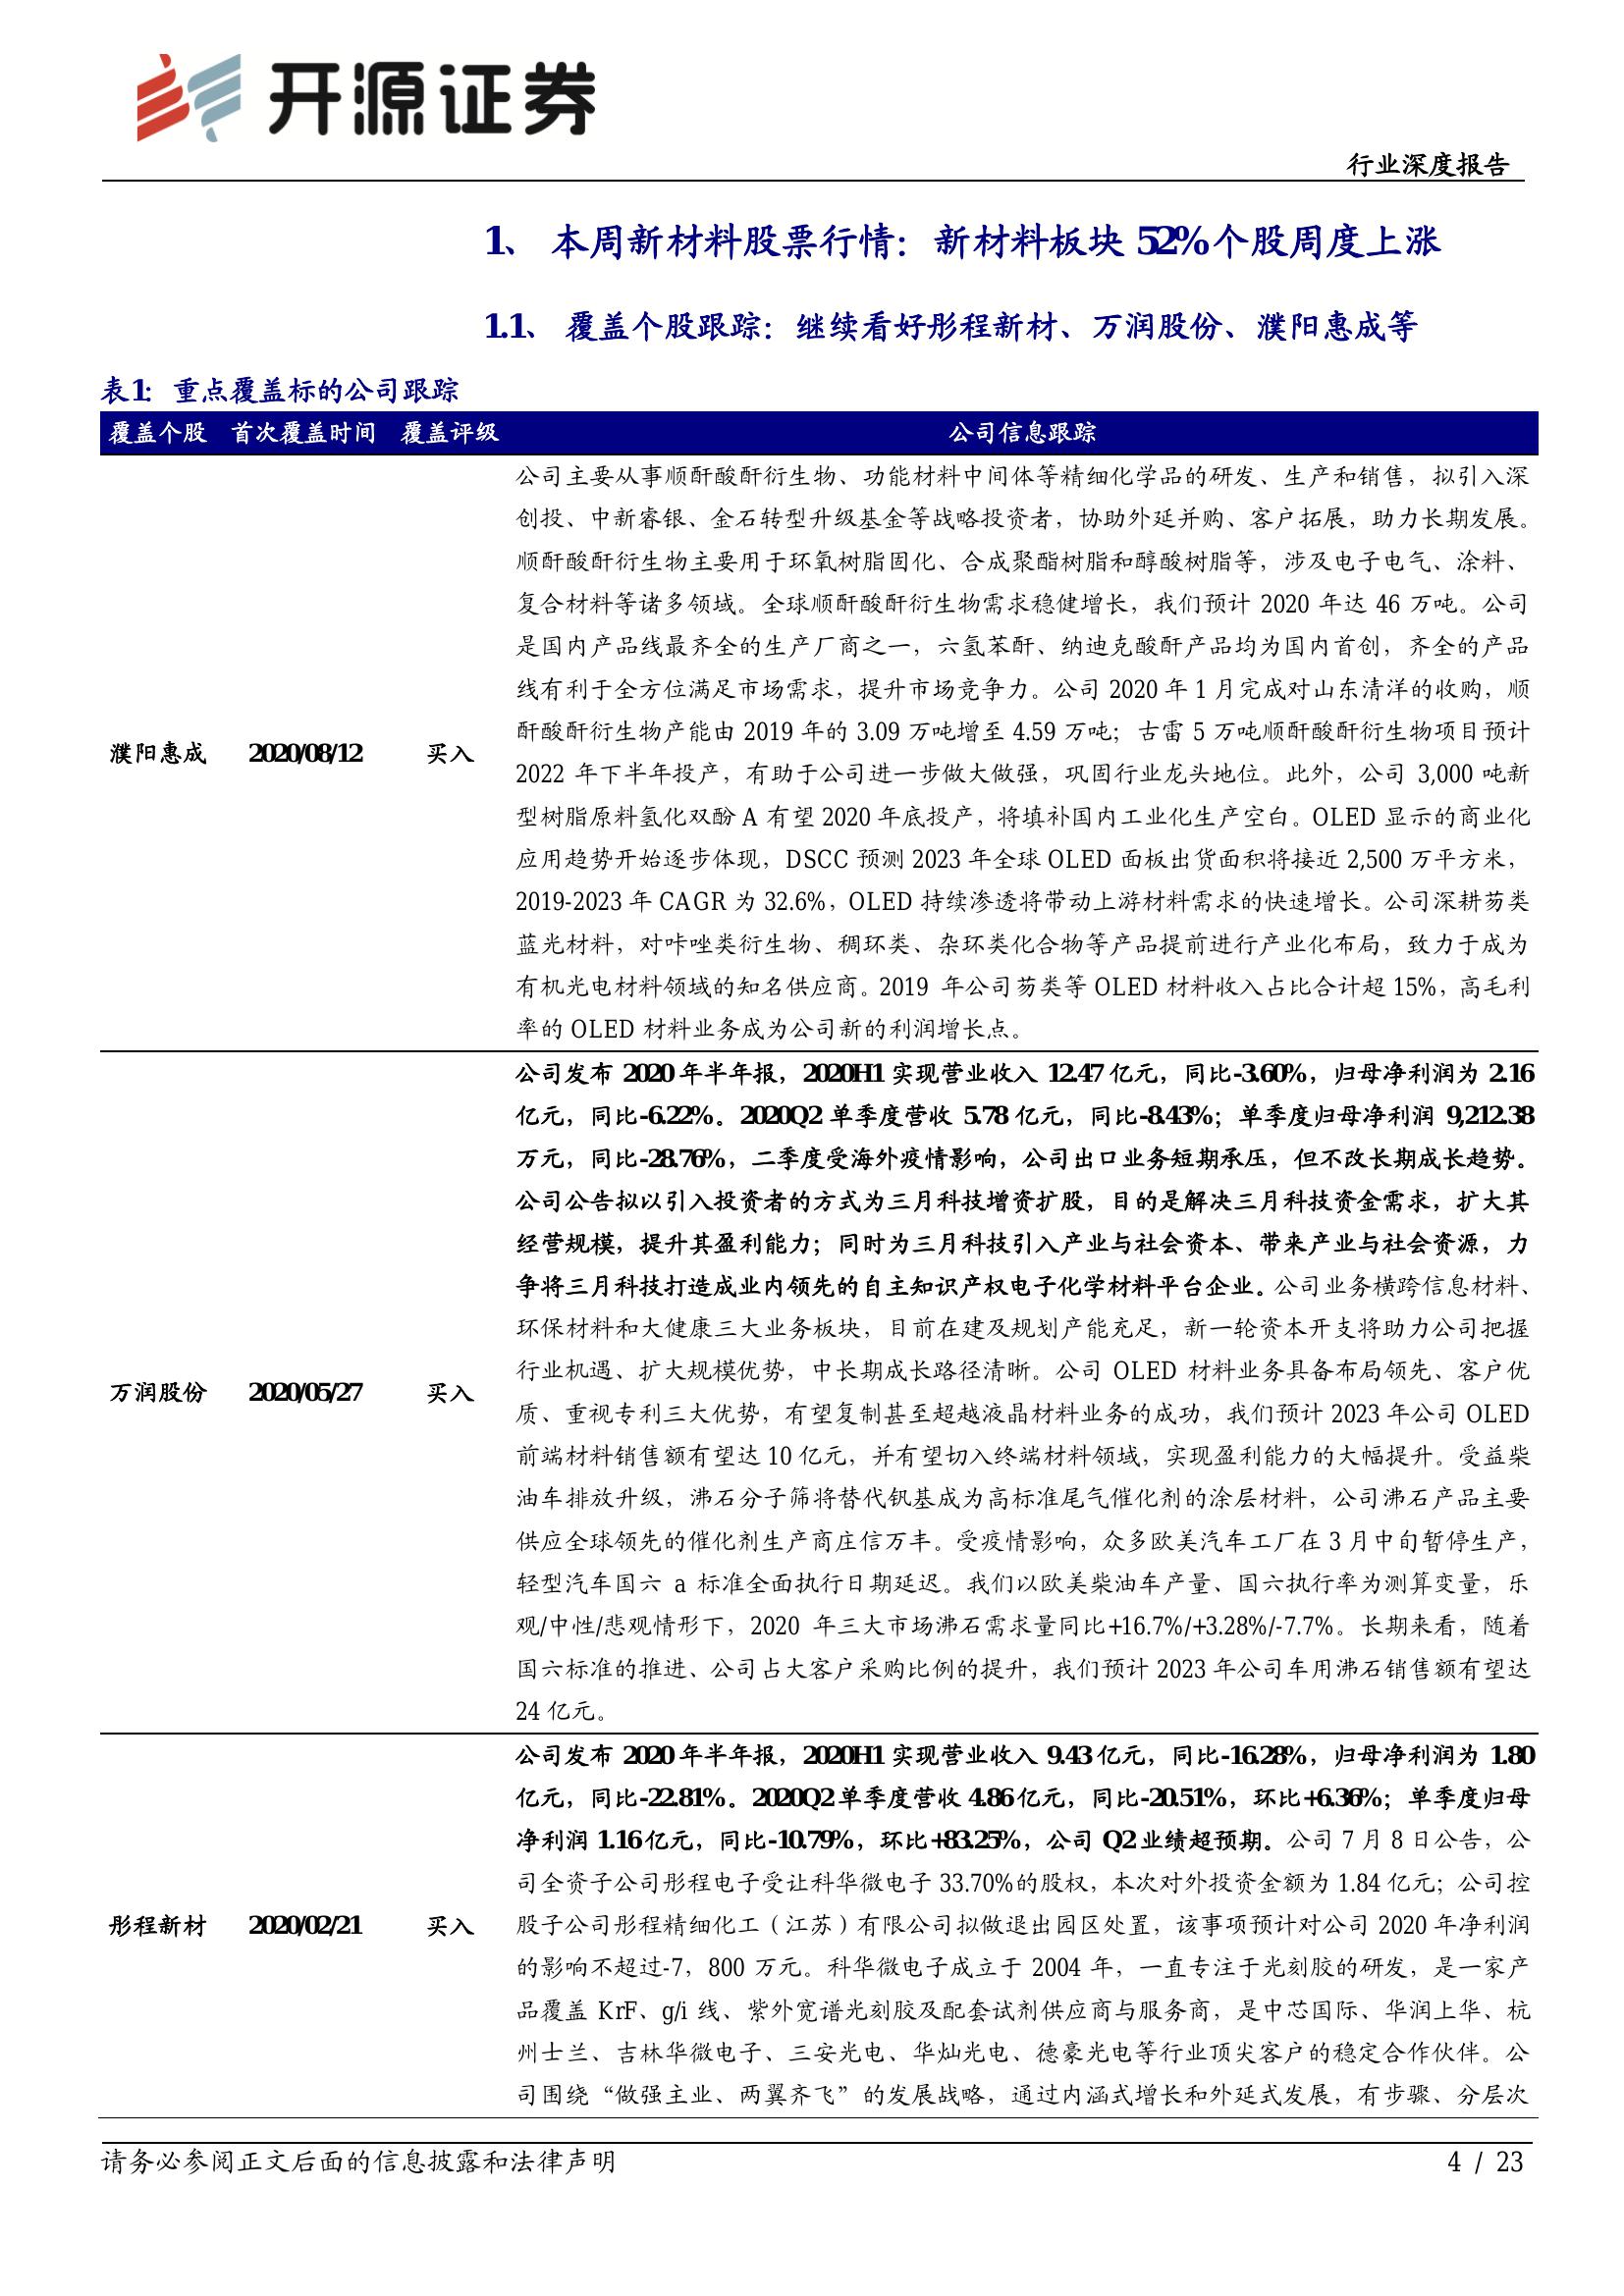 开源证券
行业深度报告
1、 本周新材料股票行情：新材料板块 52%个股周度上涨
1.1、 覆盖个股跟踪：继续看好彤程新材、万润股份、濮阳惠成等
表1：重点覆盖标的公司跟踪
覆盖个股 首次覆盖时间 覆盖评级 公司信息跟踪
公司主要从事顺酐酸酐衍生物、功能材料中间体等精细化学品的研发、生产和销售，拟引入深
创投、中新睿银、金石转型升级基金等战略投资者，协助外延并购、客户拓展，助力长期发展。
顺酐酸酐衍生物主要用于环氧树脂固化、合成聚酯树脂和醇酸树脂等，涉及电子电气、涂料、
复合材料等诸多领域。全球顺酐酸酐衍生物需求稳健增长，我们预计 2020 年达 46 万吨。公司
是国内产品线最齐全的生产厂商之一，六氢苯酐、纳迪克酸酐产品均为国内首创，齐全的产品
线有利于全方位满足市场需求，提升市场竞争力。公司 2020 年 1 月完成对山东清洋的收购，顺
酐酸酐衍生物产能由 2019 年的 3.09 万吨增至 4.59 万吨；古雷 5 万吨顺酐酸酐衍生物项目预计
濮阳惠成 2020/08/12 买入
2022 年下半年投产，有助于公司进一步做大做强，巩固行业龙头地位。此外，公司 3,000 吨新
型树脂原料氢化双酚 A 有望 2020 年底投产，将填补国内工业化生产空白。OLED 显示的商业化
应用趋势开始逐步体现，DSCC 预测 2023 年全球 OLED 面板出货面积将接近 2,500 万平方米，
2019-2023 年 CAGR 为 32.6%，OLED 持续渗透将带动上游材料需求的快速增长。公司深耕芴类
蓝光材料，对咔唑类衍生物、稠环类、杂环类化合物等产品提前进行产业化布局，致力于成为
有机光电材料领域的知名供应商。2019 年公司芴类等 OLED 材料收入占比合计超 15%，高毛利
率的 OLED 材料业务成为公司新的利润增长点。
公司发布 2020 年半年报，2020H1 实现营业收入 12.47 亿元，同比-3.60%，归母净利润为 2.16
亿元，同比-6.22%。2020Q2 单季度营收 5.78 亿元，同比-8.43%；单季度归母净利润 9,212.38
万元，同比-28.76%，二季度受海外疫情影响，公司出口业务短期承压，但不改长期成长趋势。
公司公告拟以引入投资者的方式为三月科技增资扩股，目的是解决三月科技资金需求，扩大其
经营规模，提升其盈利能力；同时为三月科技引入产业与社会资本、带来产业与社会资源，力
争将三月科技打造成业内领先的自主知识产权电子化学材料平台企业。公司业务横跨信息材料、
环保材料和大健康三大业务板块，目前在建及规划产能充足，新一轮资本开支将助力公司把握
行业机遇、扩大规模优势，中长期成长路径清晰。公司 OLED 材料业务具备布局领先、客户优
万润股份 2020/05/27 买入
质、重视专利三大优势，有望复制甚至超越液晶材料业务的成功，我们预计 2023 年公司 OLED
前端材料销售额有望达 10 亿元，并有望切入终端材料领域，实现盈利能力的大幅提升。受益柴
油车排放升级，沸石分子筛将替代钒基成为高标准尾气催化剂的涂层材料，公司沸石产品主要
供应全球领先的催化剂生产商庄信万丰。受疫情影响，众多欧美汽车工厂在 3 月中旬暂停生产，
轻型汽车国六 a 标准全面执行日期延迟。我们以欧美柴油车产量、国六执行率为测算变量，乐
观/中性/悲观情形下，2020 年三大市场沸石需求量同比+16.7%/+3.28%/-7.7%。长期来看，随着
国六标准的推进、公司占大客户采购比例的提升，我们预计 2023 年公司车用沸石销售额有望达
24 亿元。
公司发布 2020 年半年报，2020H1 实现营业收入 9.43 亿元，同比-16.28%，归母净利润为 1.80
亿元，同比-22.81%。2020Q2 单季度营收 4.86 亿元，同比-20.51%，环比+6.36%；单季度归母
净利润 1.16 亿元，同比-10.79%，环比+83.25%，公司 Q2 业绩超预期。公司 7 月 8 日公告，公
司全资子公司彤程电子受让科华微电子 33.70%的股权，本次对外投资金额为 1.84 亿元；公司控
彤程新材 2020/02/21 买入
股子公司彤程精细化工（江苏）有限公司拟做退出园区处置，该事项预计对公司 2020 年净利润
的影响不超过-7，800 万元。科华微电子成立于 2004 年，一直专注于光刻胶的研发，是一家产
品覆盖 KrF、g/i 线、紫外宽谱光刻胶及配套试剂供应商与服务商，是中芯国际、华润上华、杭
州士兰、吉林华微电子、三安光电、华灿光电、德豪光电等行业顶尖客户的稳定合作伙伴。公
司围绕“做强主业、两翼齐飞”的发展战略，通过内涵式增长和外延式发展，有步骤、分层次
请务必参阅正文后面的信息披露和法律声明 4 / 23